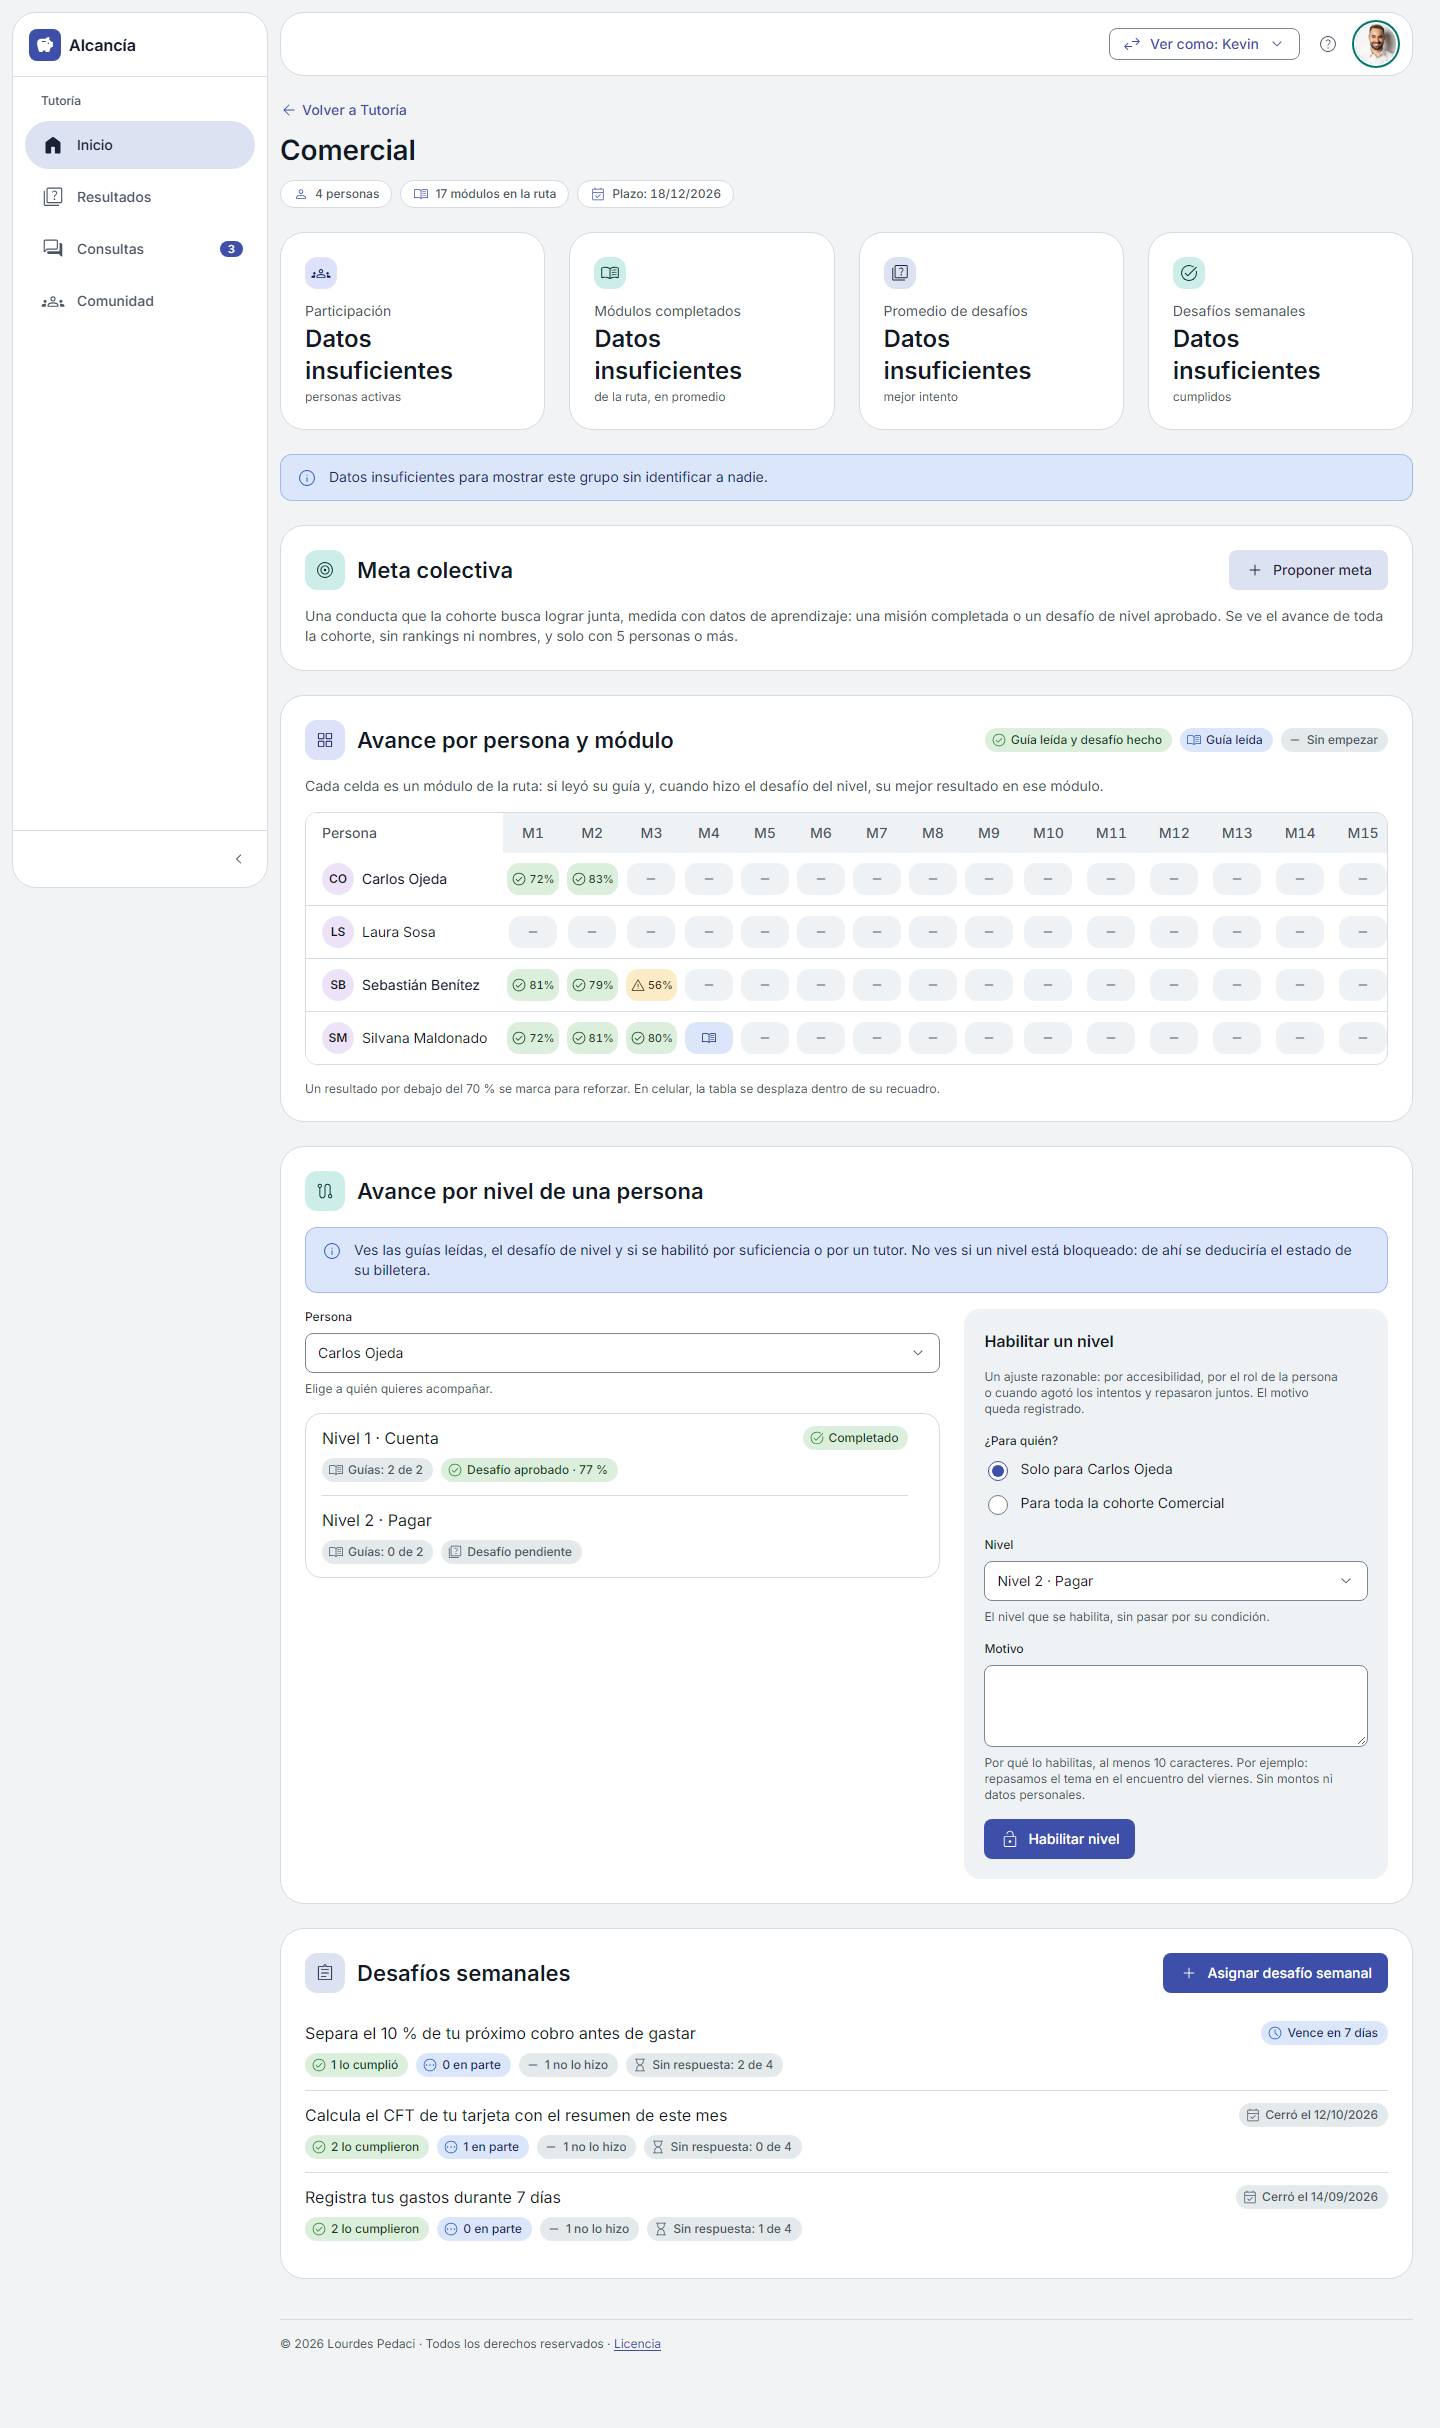 Alcancía
Ver como: Kevin
Tutoría
Inicio
Resultados
Consultas 3
Comunidad
Volver a Tutoría
Comercial
4 personas
17 módulos en la ruta
Plazo: 18/12/2026
Participación
Datos
insuficientes
personas activas
Módulos completados
Datos
insuficientes
de la ruta, en promedio
Promedio de desafíos
Datos
insuficientes
mejor intento
Desafíos semanales
Datos
insuficientes
cumplidos
Datos insuficientes para mostrar este grupo sin identificar a nadie.
Meta colectiva
Proponer meta
Una conducta que la cohorte busca lograr junta, medida con datos de aprendizaje: una misión completada o un desafío de nivel aprobado. Se ve el avance de toda
la cohorte, sin rankings ni nombres, y solo con 5 personas o más.
Avance por persona y módulo
Guía leída y desafío hecho
Guía leída
— Sin empezar
Cada celda es un módulo de la ruta: si leyó su guía y, cuando hizo el desafío del nivel, su mejor resultado en ese módulo.
Persona M1 M2 M3 M4 M5 M6 M7 M8 M9 M10 M11 M12 M13 M14 M15
CO Carlos Ojeda 72% 83% — — — — — — — — — — — — —
LS Laura Sosa — — — — — — — — — — — — — — —
SB Sebastián Benítez 81% 79% 56% — — — — — — — — — — — —
SM Silvana Maldonado 72% 81% 80% — — — — — — — — — — —
Un resultado por debajo del 70 % se marca para reforzar. En celular, la tabla se desplaza dentro de su recuadro.
Avance por nivel de una persona
Ves las guías leídas, el desafío de nivel y si se habilitó por suficiencia o por un tutor. No ves si un nivel está bloqueado: de ahí se deduciría el estado de
su billetera.
Persona
Carlos Ojeda
Elige a quién quieres acompañar.
Nivel 1 · Cuenta
Completado
Guías: 2 de 2
Desafío aprobado · 77 %
Nivel 2 · Pagar
Guías: 0 de 2
Desafío pendiente
Habilitar un nivel
Un ajuste razonable: por accesibilidad, por el rol de la persona
o cuando agotó los intentos y repasaron juntos. El motivo
queda registrado.
¿Para quién?
Solo para Carlos Ojeda
Para toda la cohorte Comercial
Nivel
Nivel 2 · Pagar
El nivel que se habilita, sin pasar por su condición.
Motivo
Por qué lo habilitas, al menos 10 caracteres. Por ejemplo:
repasamos el tema en el encuentro del viernes. Sin montos ni
datos personales.
Habilitar nivel
Desafíos semanales
Asignar desafío semanal
Separa el 10 % de tu próximo cobro antes de gastar
Vence en 7 días
1 lo cumplió
0 en parte
— 1 no lo hizo
Sin respuesta: 2 de 4
Calcula el CFT de tu tarjeta con el resumen de este mes
Cerró el 12/10/2026
2 lo cumplieron
1 en parte
— 1 no lo hizo
Sin respuesta: 0 de 4
Registra tus gastos durante 7 días
Cerró el 14/09/2026
2 lo cumplieron
0 en parte
— 1 no lo hizo
Sin respuesta: 1 de 4
© 2026 Lourdes Pedaci · Todos los derechos reservados · Licencia